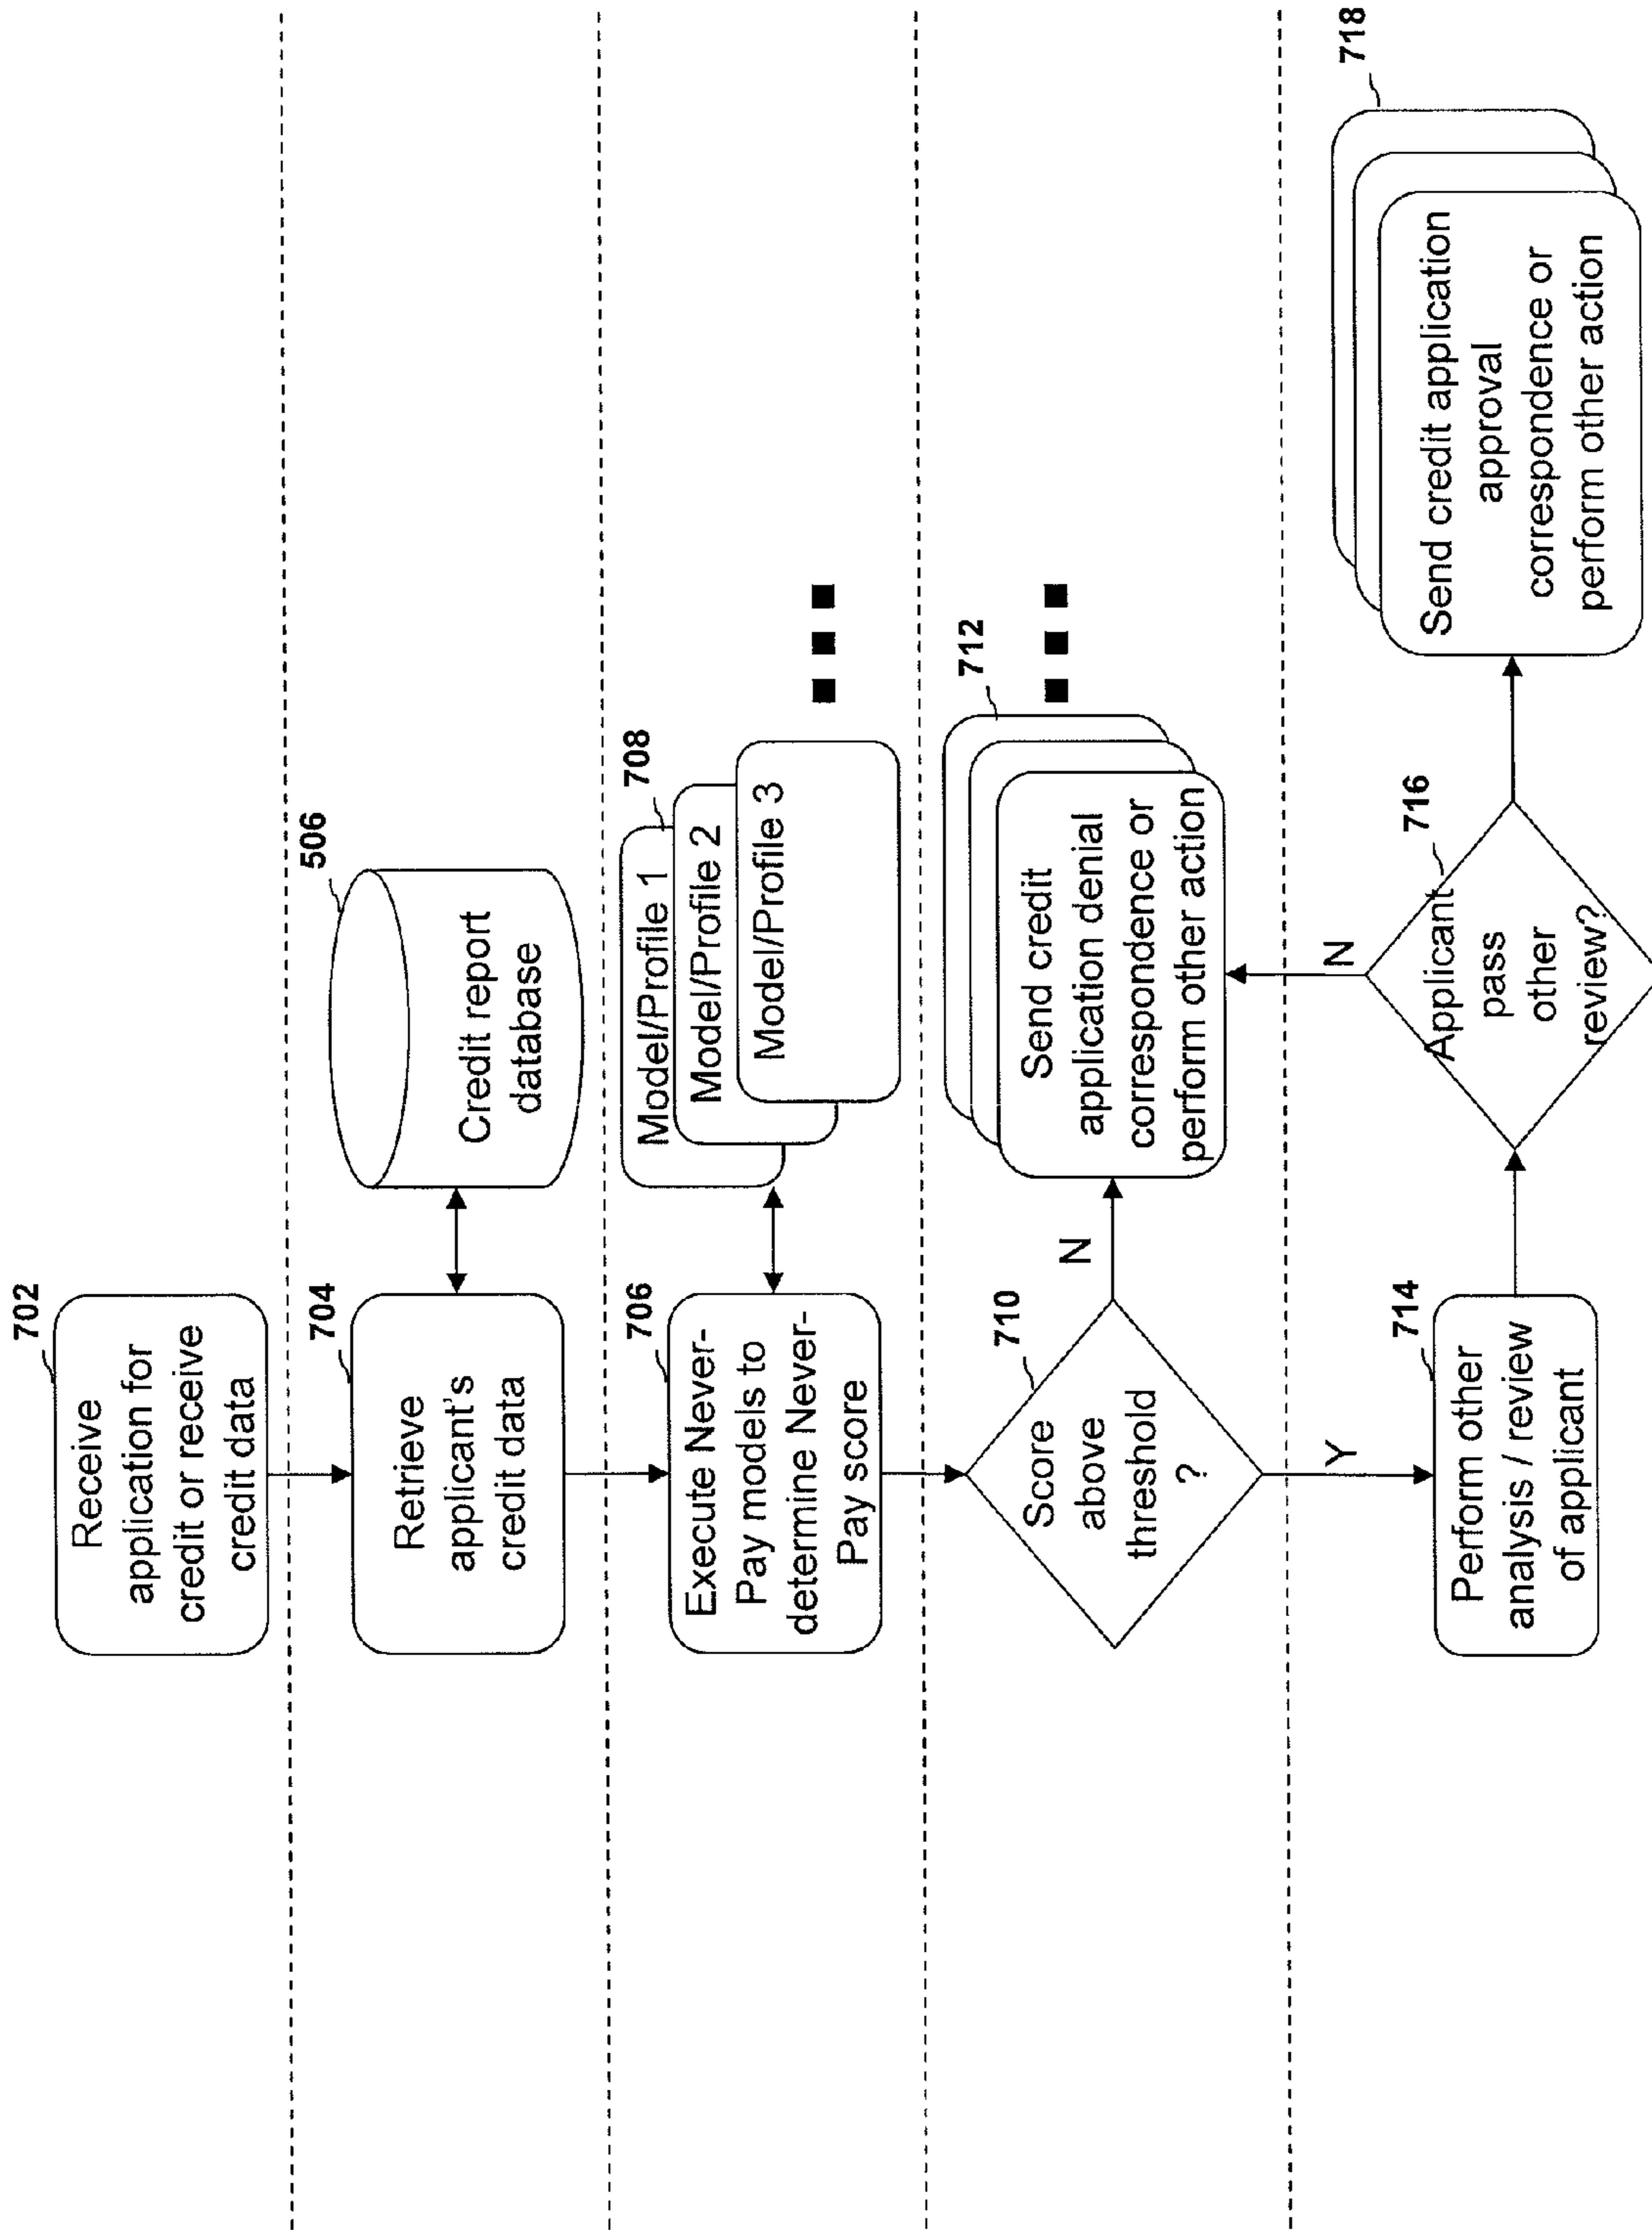 702
Receive
application for
credit or receive
credit data
704
Retrieve
applicant's
credit data
506
Credit report
database
706
Execute Never-
Pay models to
determine Never-
Pay score
708
Model/Profile 1
Model/Profile 2
Model/Profile 3
710
Score
above
threshold
?
N
712
Send credit
application denial
correspondence or
perform other action
Y
714
Perform other
analysis / review
of applicant
716
Applicant
pass
other
review?
N
718
Send credit application
approval
correspondence or
perform other action